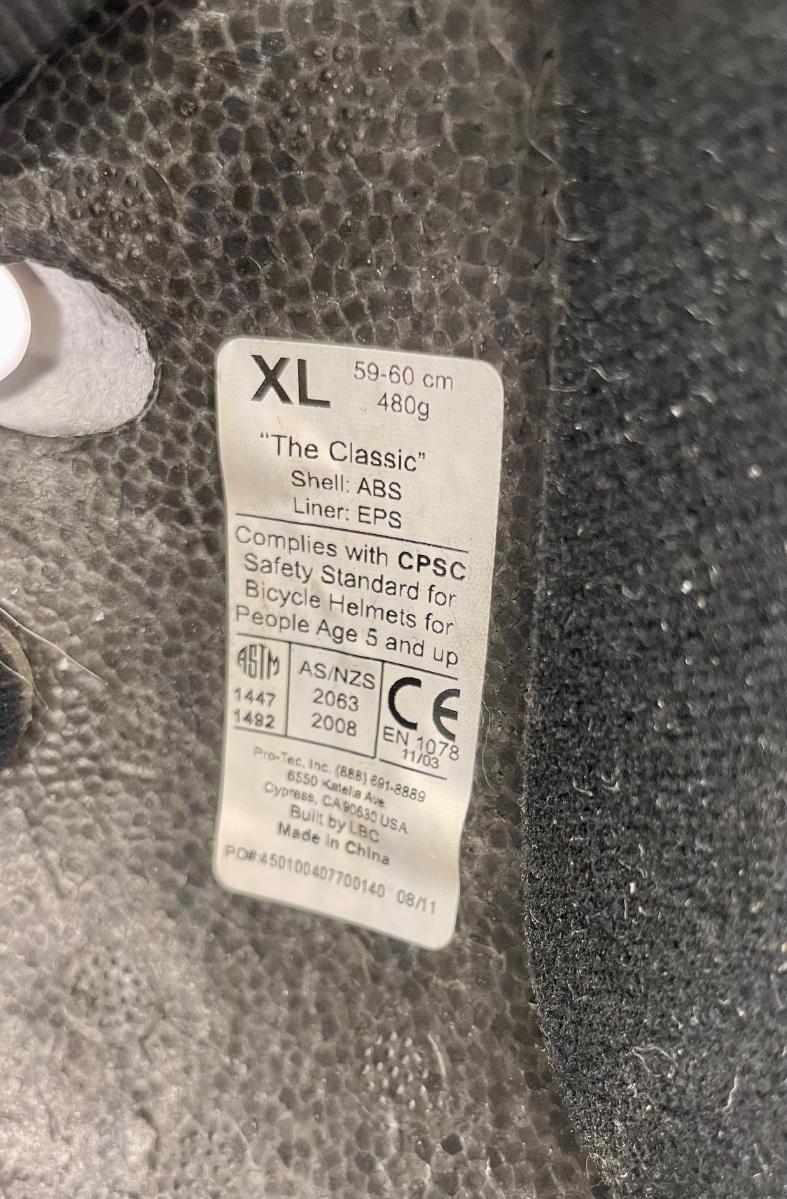 XL
59-60 cm
480g
“The Classic”
Shell: ABS
Liner: EPS
Complies with CPSC
Safety Standard for
Bicycle Helmets for
People Age 5 and up
ASTM
1447
1492
AS/NZS
2063
2008
CE
EN 1078
11/03
Pro-Tec, Inc. (888) 691-8889
6550 Katella Ave.
Cypress, CA 90630 USA
Built by LBC
Made in China
PO#:450100407700140 08/11